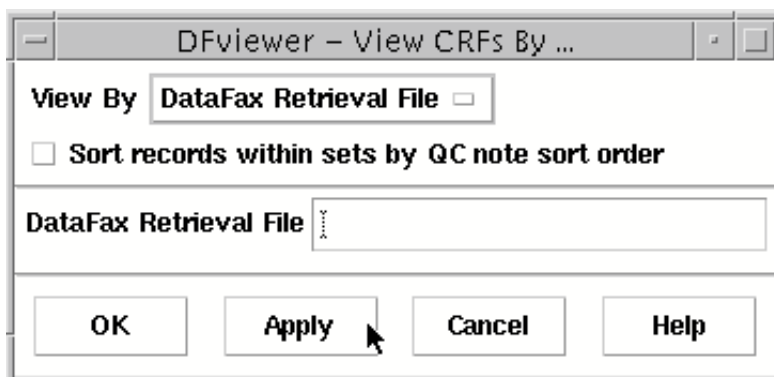 DFviewer – View CRFs By ...
View By DataFax Retrieval File
Sort records within sets by QC note sort order
DataFax Retrieval File
OK Apply Cancel Help